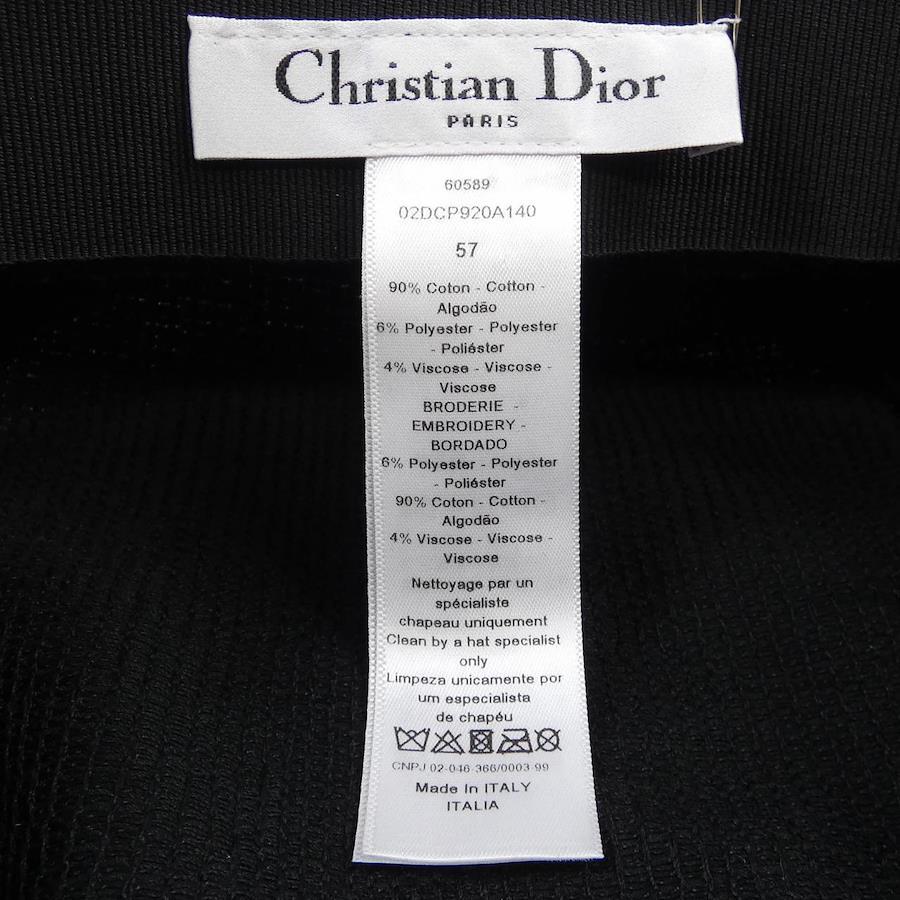 Christian Dior
PARIS
60589
02DCP920A140
57
90% Coton - Cotton -
Algodão
6% Polyester - Polyester
- Poliéster
4% Viscose - Viscose -
Viscose
BRODERIE -
EMBROIDERY -
BORDADO
6% Polyester - Polyester
- Poliéster
90% Coton - Cotton -
Algodão
4% Viscose - Viscose -
Viscose
Nettoyage par un
spécialiste
chapeau uniquement
Clean by a hat specialist
only
Limpeza unicamente por
um especialista
de chapéu
CNPJ 02-046-366/0003-99
Made In ITALY
ITALIA